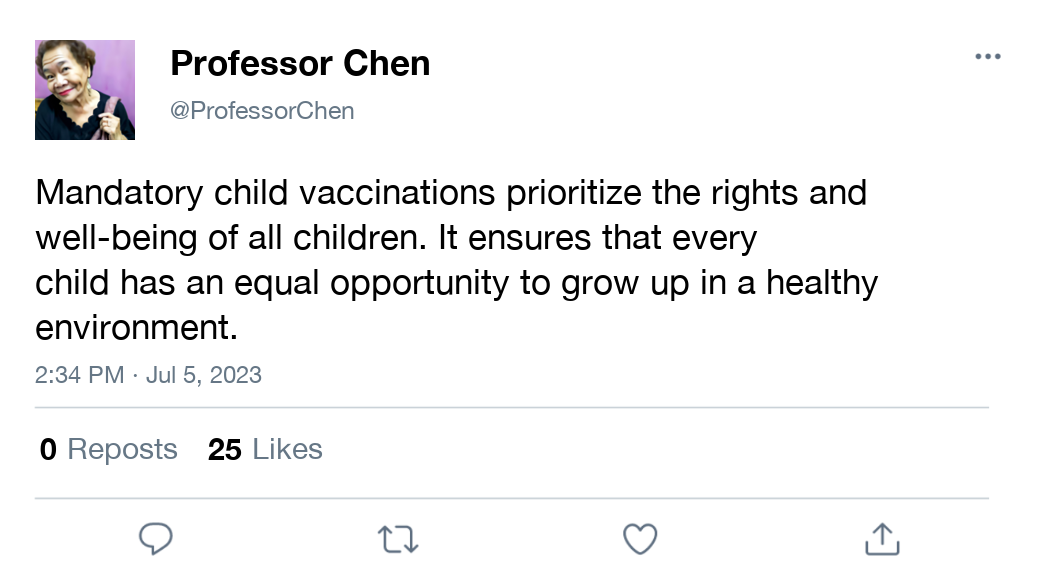 Professor Chen
@ProfessorChen
Mandatory child vaccinations prioritize the rights and
well-being of all children. It ensures that every
child has an equal opportunity to grow up in a healthy
environment.
2:34 PM · Jul 5, 2023
0 Reposts 25 Likes